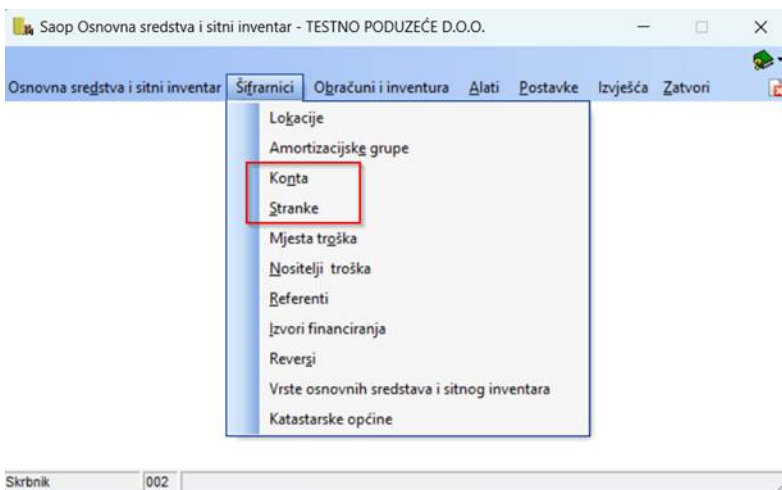 Saop Osnovna sredstva i sitni inventar - TESTNO PODUZEĆE D.O.O.
Osnovna sredstva i sitni inventar Šifrarnici Obračuni i inventura Alati Postavke Izvješća Zatvori
Lokacije
Amortizacijske grupe
Konta
Stranke
Mjesta troška
Nositelji troška
Referenti
Izvori financiranja
Reversi
Vrste osnovnih sredstava i sitnog inventara
Katastarske općine
Skrbnik 002